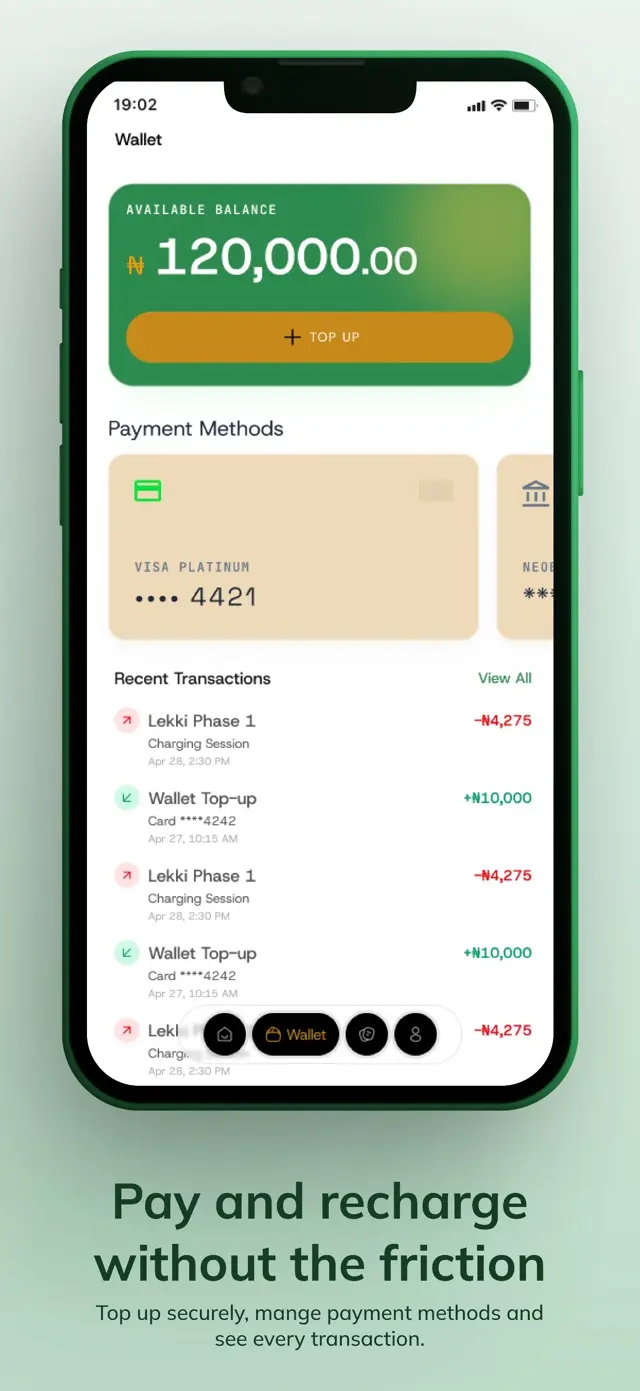 19:02
Wallet
AVAILABLE BALANCE
₦ 120,000.00
+ TOP UP
Payment Methods
VISA PLATINUM
•••• 4421
Recent Transactions
View All
Lekki Phase 1
-₦4,275
Charging Session
Apr 28, 2:30 PM
Wallet Top-up
+₦10,000
Card ****4242
Apr 27, 10:15 AM
Lekki Phase 1
-₦4,275
Charging Session
Apr 28, 2:30 PM
Wallet Top-up
+₦10,000
Card ****4242
Apr 27, 10:15 AM
-₦4,275
Wallet
Apr 28, 2:30 PM
Pay and recharge
without the friction
Top up securely, mange payment methods and
see every transaction.